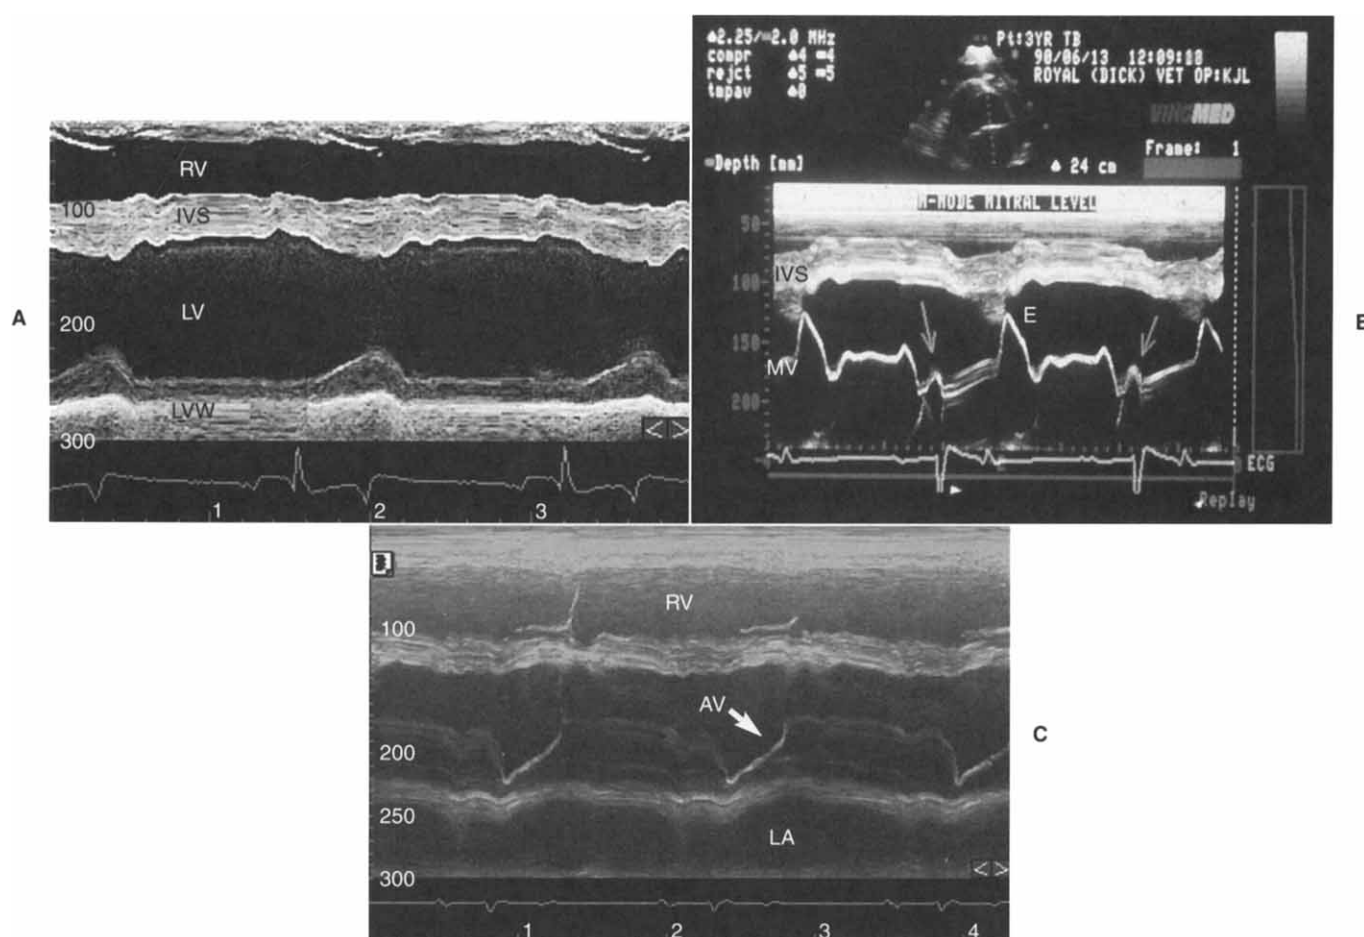 A
RV
100
IVS
LV
200
LVW
300
< >
1 2 3
2.25/ 2.0 MHz
compr 4 4
rejct 5 5
tmpav 0
Pt:3YR TB
90/06/13 12:09:18
ROYAL (DICK) VET OP:KJL
VINGMED
Frame: 1
Depth [mm]
24 cm
M-MODE MITRAL LEVEL
50
IVS
100
E
150
MV
200
ECG
Replay
RV
100
AV
200
250
LA
300
< >
.1 .2 .3 .4
C